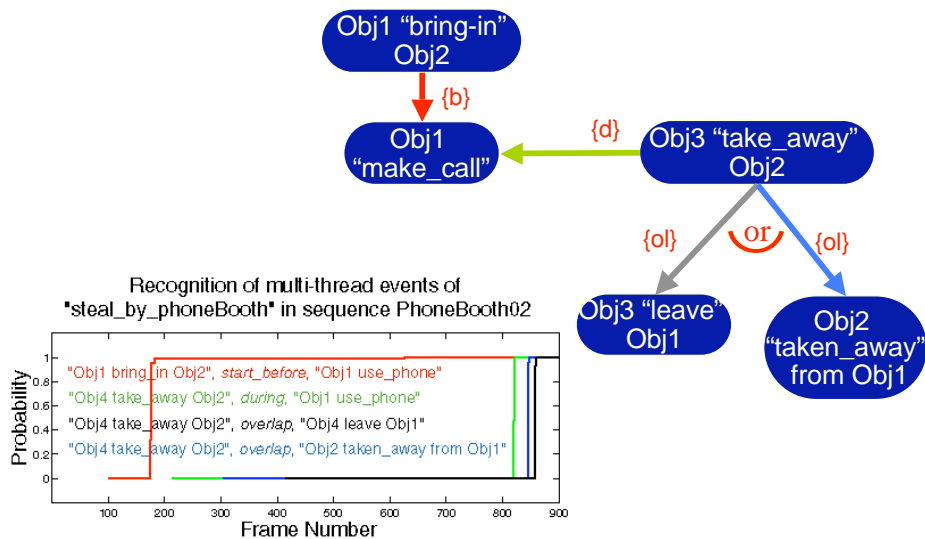 Obj1 “bring-in”
Obj2
{b}
Obj1
“make_call”
{d}
Obj3 “take_away”
Obj2
{ol}
or
{ol}
Obj3 “leave”
Obj1
Obj2
“taken_away”
from Obj1
Recognition of multi-thread events of
"steal_by_phoneBooth" in sequence PhoneBooth02
Probability
1
0.8
0.6
0.4
0.2
0
"Obj1 bring_in Obj2", start_before, "Obj1 use_phone"
"Obj4 take_away Obj2", during, "Obj1 use_phone"
"Obj4 take_away Obj2", overlap, "Obj4 leave Obj1"
"Obj4 take_away Obj2", overlap, "Obj2 taken_away from Obj1"
100 200 300 400 500 600 700 800 900
Frame Number